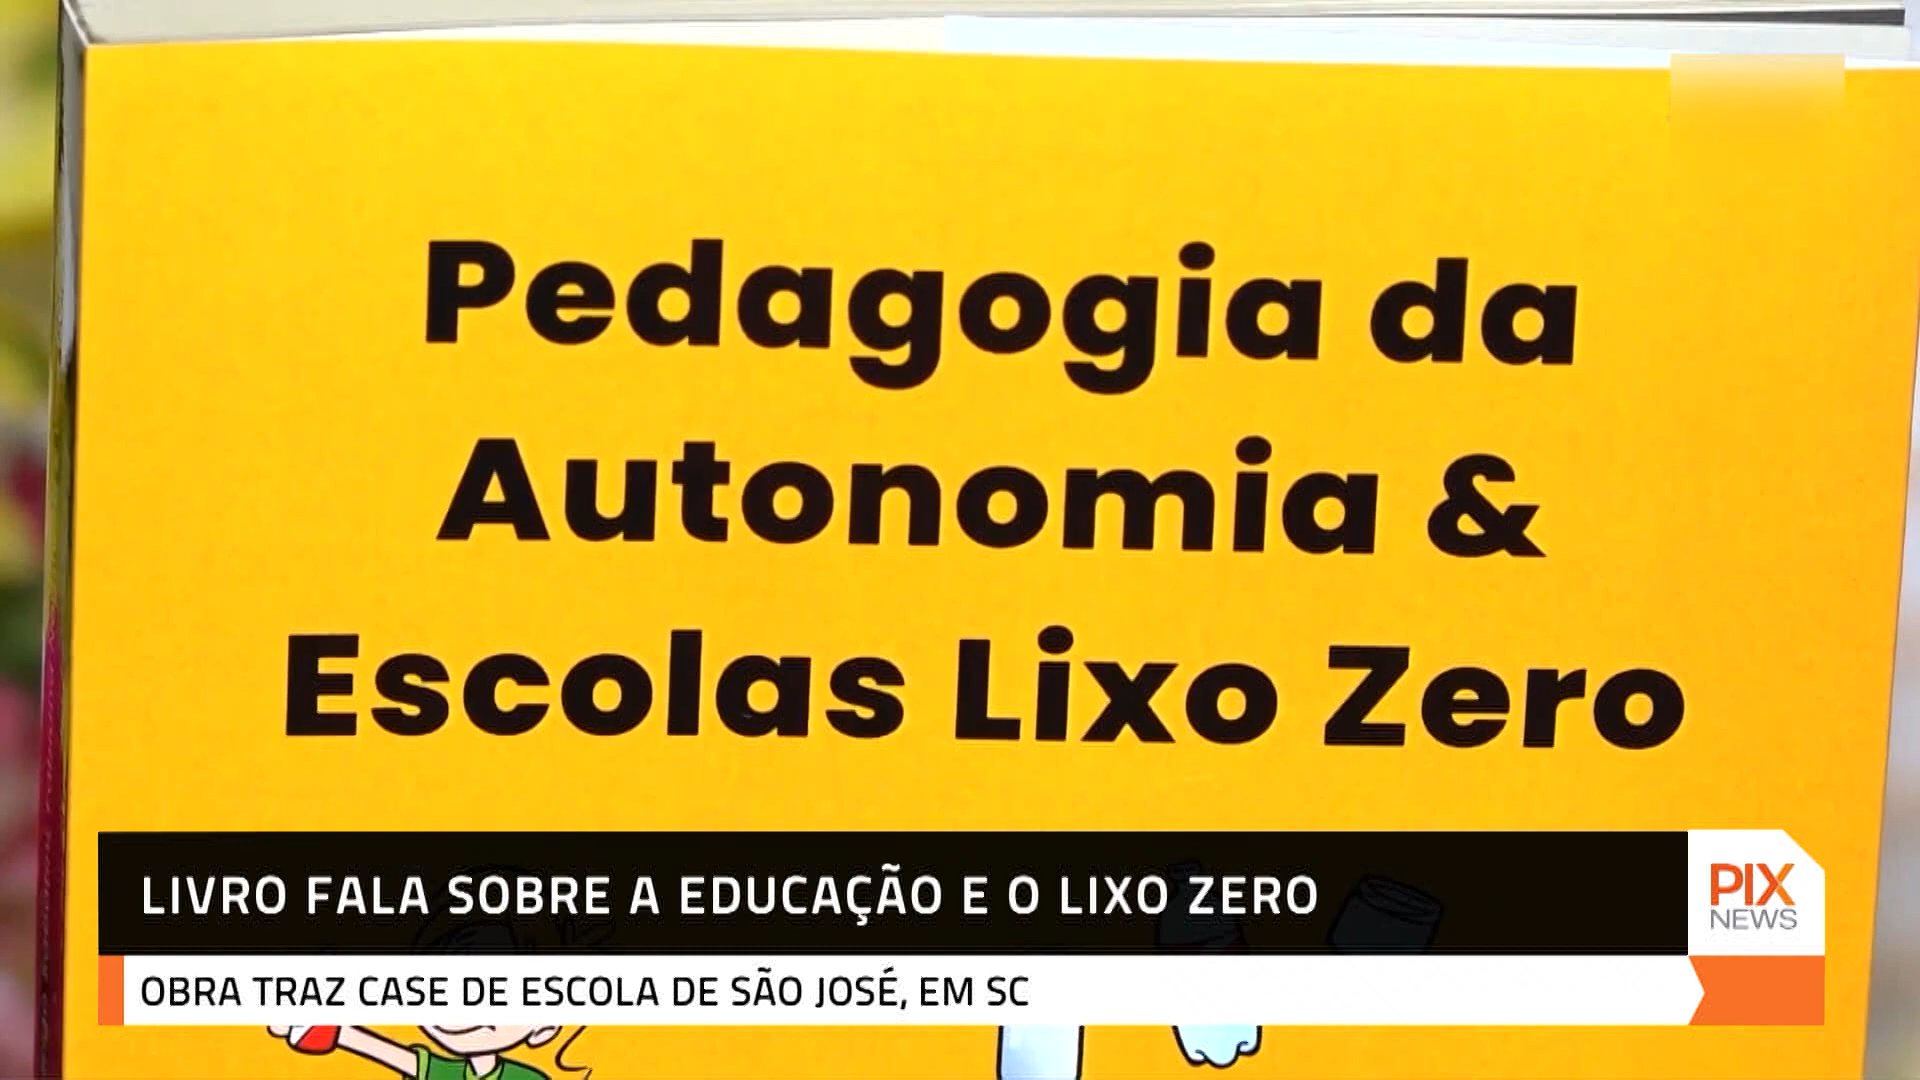 Pedagogia da
Autonomia &
Escolas Lixo Zero
LIVRO FALA SOBRE A EDUCAÇÃO E O LIXO ZERO
PIX
NEWS
OBRA TRAZ CASE DE ESCOLA DE SÃO JOSÉ, EM SC